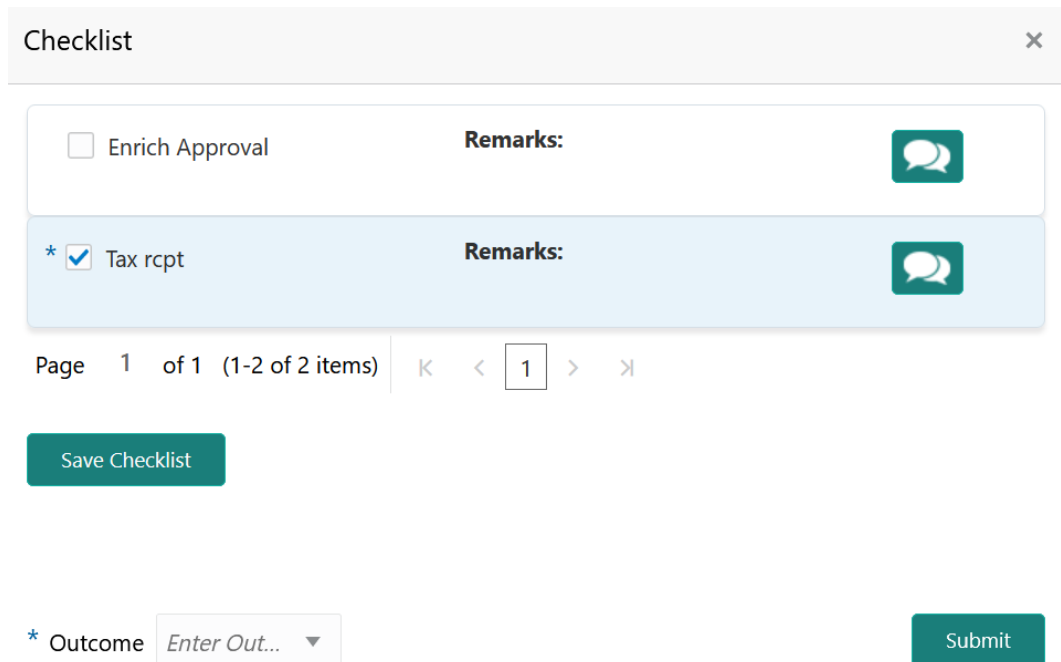 Checklist
Enrich Approval Remarks:
* Tax rcpt Remarks:
Page 1 of 1 (1-2 of 2 items) 1
Save Checklist
* Outcome Enter Out... Submit